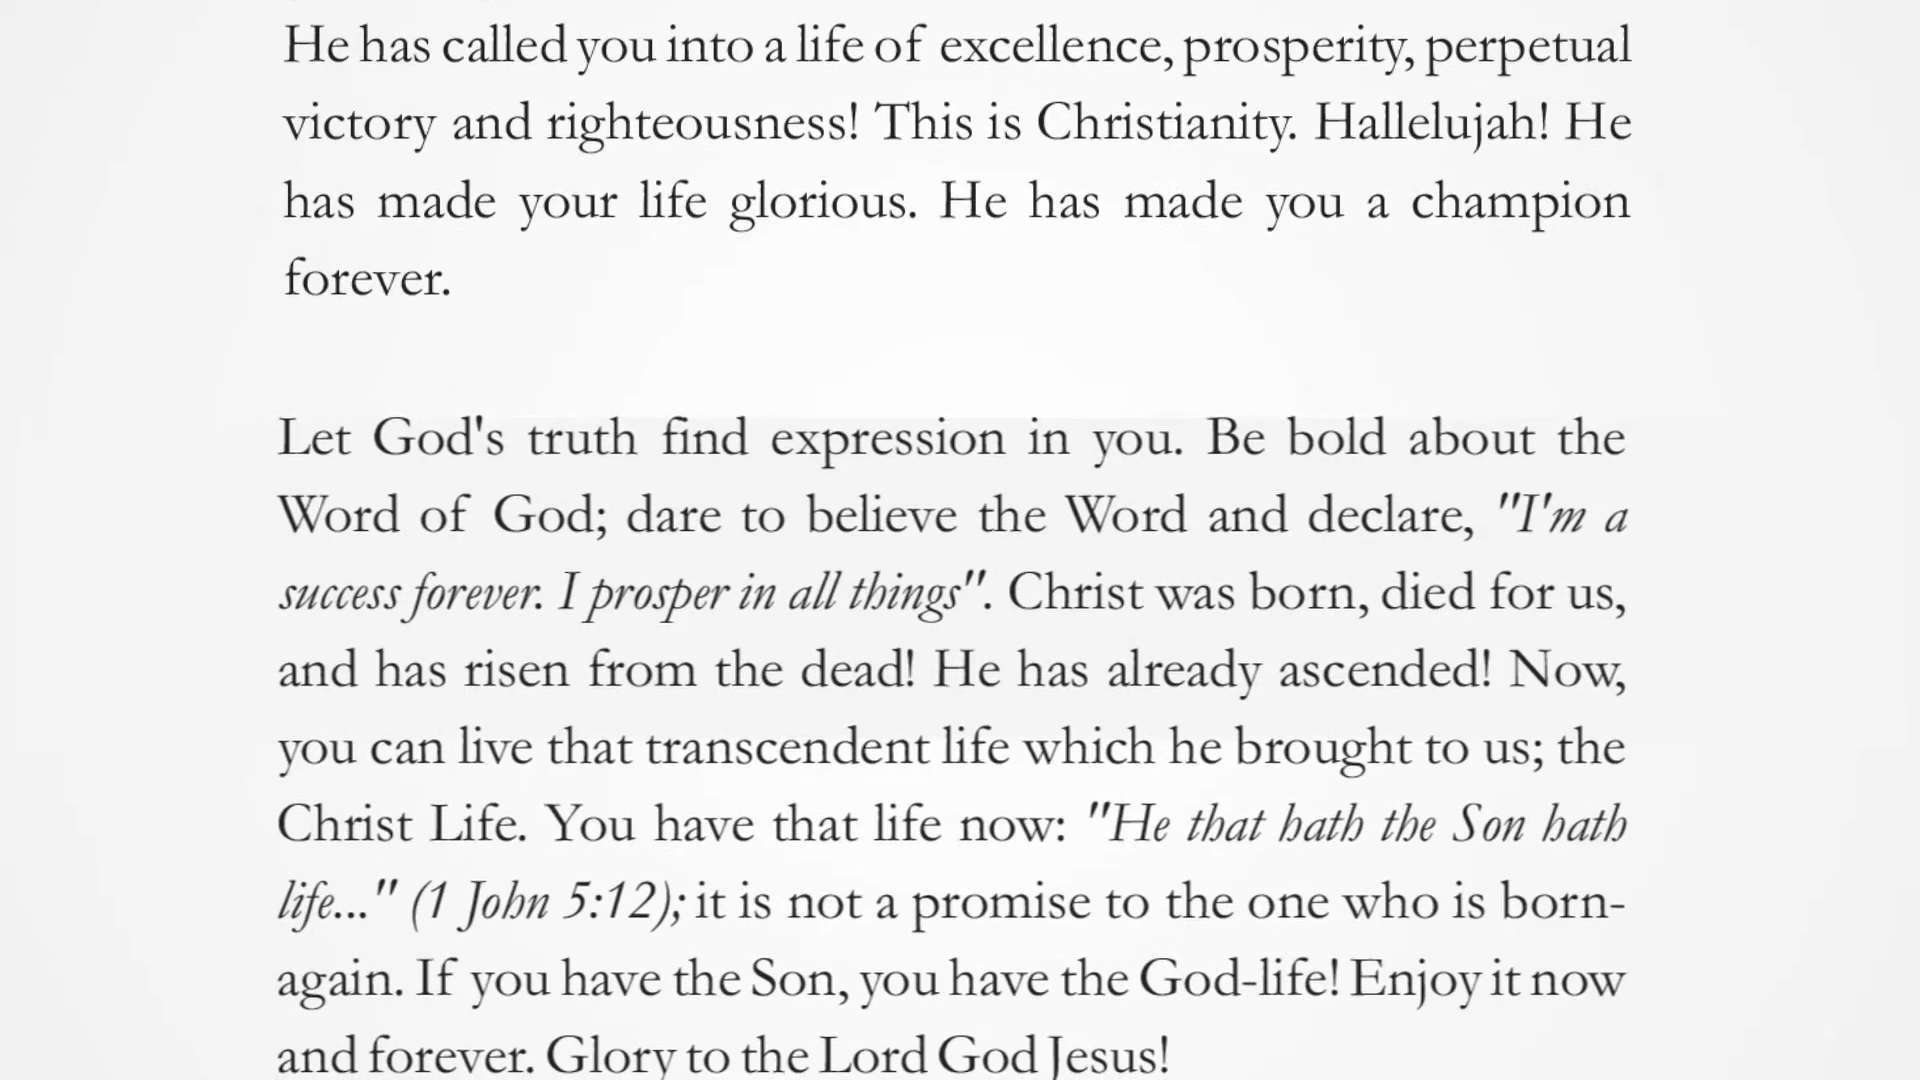 He has called you into a life of excellence, prosperity, perpetual
victory and righteousness! This is Christianity. Hallelujah! He
has made your life glorious. He has made you a champion
forever.
Let God's truth find expression in you. Be bold about the
Word of God; dare to believe the Word and declare, "I'm a
success forever. I prosper in all things". Christ was born, died for us,
and has risen from the dead! He has already ascended! Now,
you can live that transcendent life which he brought to us; the
Christ Life. You have that life now: "He that hath the Son hath
life..." (1 John 5:12); it is not a promise to the one who is born-
again. If you have the Son, you have the God-life! Enjoy it now
and forever. Glory to the Lord God Jesus!